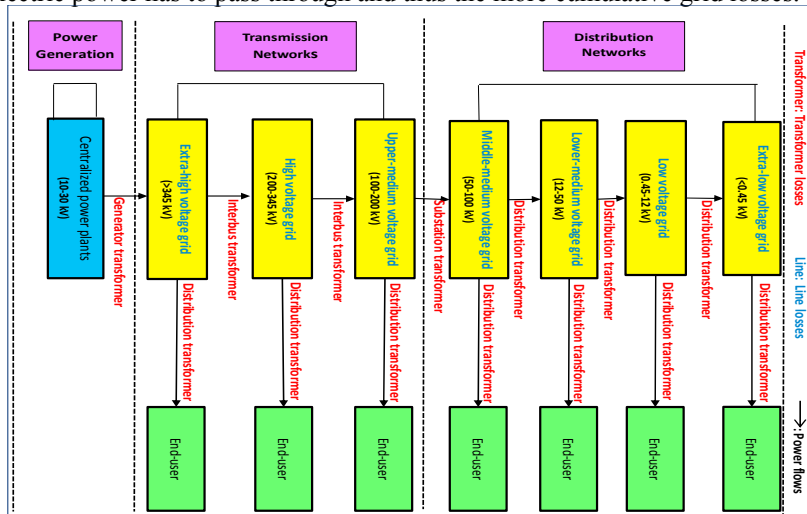 electric power has to pass through and thus the more cumulative grid losses.
Power
Generation
Transmission
Networks
Distribution
Networks
Centralized power plants
(10-30 kV)
Generator transformer
Extra-high voltage grid
(>345 kV)
Interbus transformer
High voltage grid
(200-345 kV)
Interbus transformer
Upper-medium voltage grid
(100-200 kV)
Substation transformer
Middle-medium voltage grid
(50-100 kV)
Distribution transformer
Lower-medium voltage grid
(12-50 kV)
Distribution transformer
Low voltage grid
(0.45-12 kV)
Distribution transformer
Extra-low voltage grid
(<0.45 kV)
Distribution transformer
Distribution transformer
Distribution transformer
Distribution transformer
Distribution transformer
Distribution transformer
Distribution transformer
End-user
End-user
End-user
End-user
End-user
End-user
End-user
Transformer: Transformer losses
Line: Line losses
→: Power flows